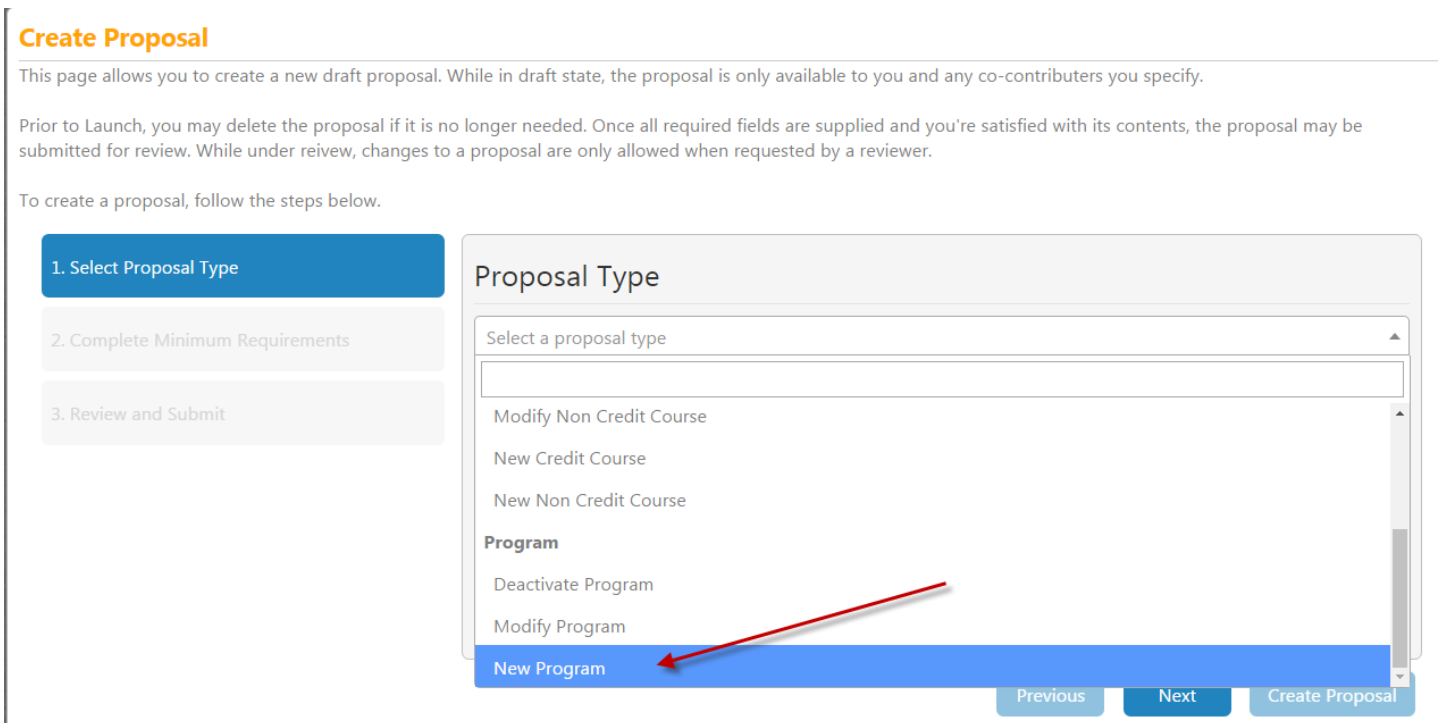 Create Proposal
This page allows you to create a new draft proposal. While in draft state, the proposal is only available to you and any co-contributers you specify.
Prior to Launch, you may delete the proposal if it is no longer needed. Once all required fields are supplied and you're satisfied with its contents, the proposal may be
submitted for review. While under reivew, changes to a proposal are only allowed when requested by a reviewer.
To create a proposal, follow the steps below.
1. Select Proposal Type
2. Complete Minimum Requirements
3. Review and Submit
Proposal Type
Select a proposal type
Modify Non Credit Course
New Credit Course
New Non Credit Course
Program
Deactivate Program
Modify Program
New Program
Previous
Next
Create Proposal